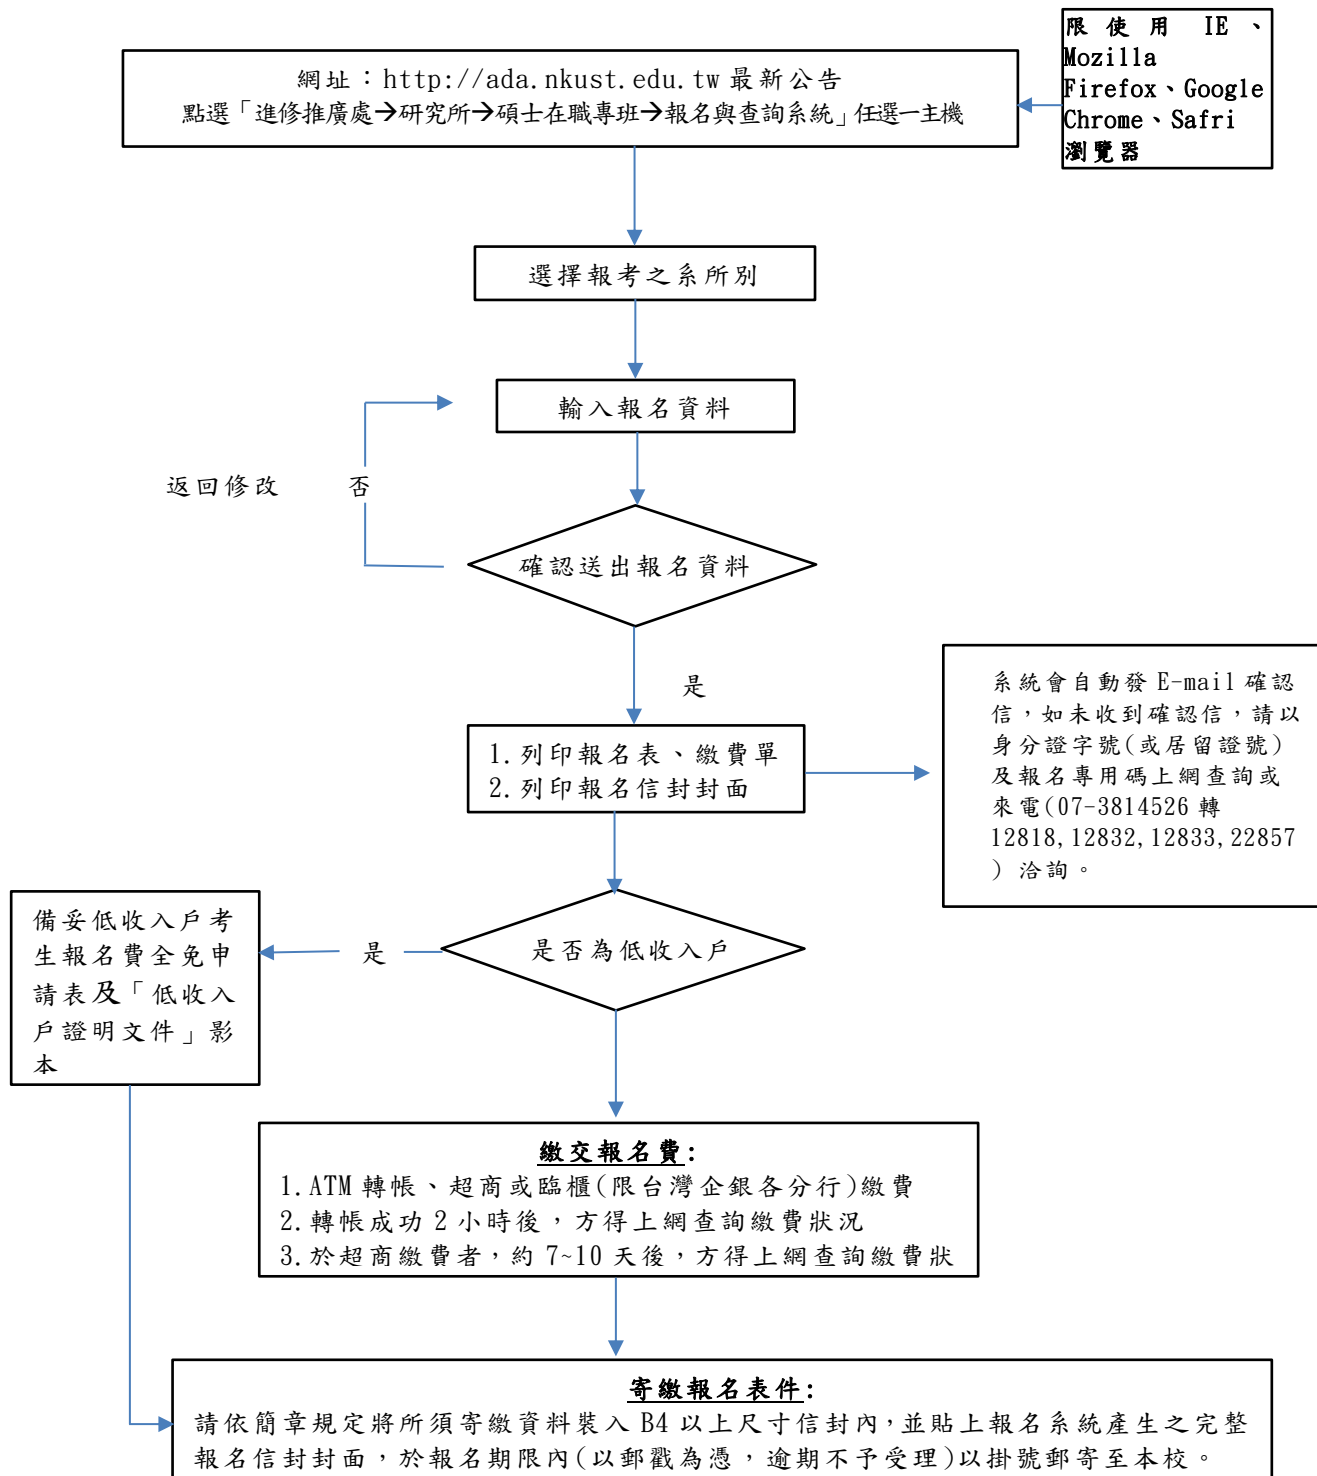 限使用 IE、
Mozilla
Firefox、Google
Chrome、Safri
瀏覽器
網址：http://ada.nkust.edu.tw 最新公告
點選「進修推廣處→研究所→碩士在職專班→報名與查詢系統」任選一主機
選擇報考之系所別
輸入報名資料
返回修改 否
確認送出報名資料
是
系統會自動發 E-mail 確認
信，如未收到確認信，請以
身分證字號(或居留證號)
及報名專用碼上網查詢或
來電(07-3814526 轉
12818,12832,12833,22857
) 洽詢。
1.列印報名表、繳費單
2.列印報名信封封面
備妥低收入戶考
生報名費全免申
請表及「低收入
戶證明文件」影
本
是
是否為低收入戶
繳交報名費:
1.ATM 轉帳、超商或臨櫃(限台灣企銀各分行)繳費
2.轉帳成功 2 小時後，方得上網查詢繳費狀況
3.於超商繳費者，約 7~10 天後，方得上網查詢繳費狀
寄繳報名表件:
請依簡章規定將所須寄繳資料裝入 B4 以上尺寸信封內，並貼上報名系統產生之完整
報名信封封面，於報名期限內(以郵戳為憑，逾期不予受理)以掛號郵寄至本校。